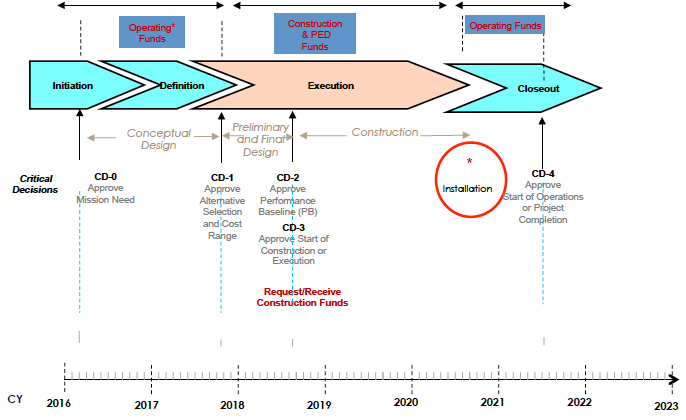 Operating*
Funds
Construction
& PED
Funds
Operating Funds
Initiation
Definition
Execution
Closeout
Conceptual
Design
Preliminary
and Final
Design
Construction
*
Installation
Critical
Decisions
CD-0
Approve
Mission Need
CD-1
Approve
Alternative
Selection
and Cost
Range
CD-2
Approve
Performance
Baseline (PB)
CD-3
Approve Start of
Construction or
Execution
Request/Receive
Construction Funds
CD-4
Approve
Start of Operations
or Project
Completion
CY
2016
2017
2018
2019
2020
2021
2022
2023